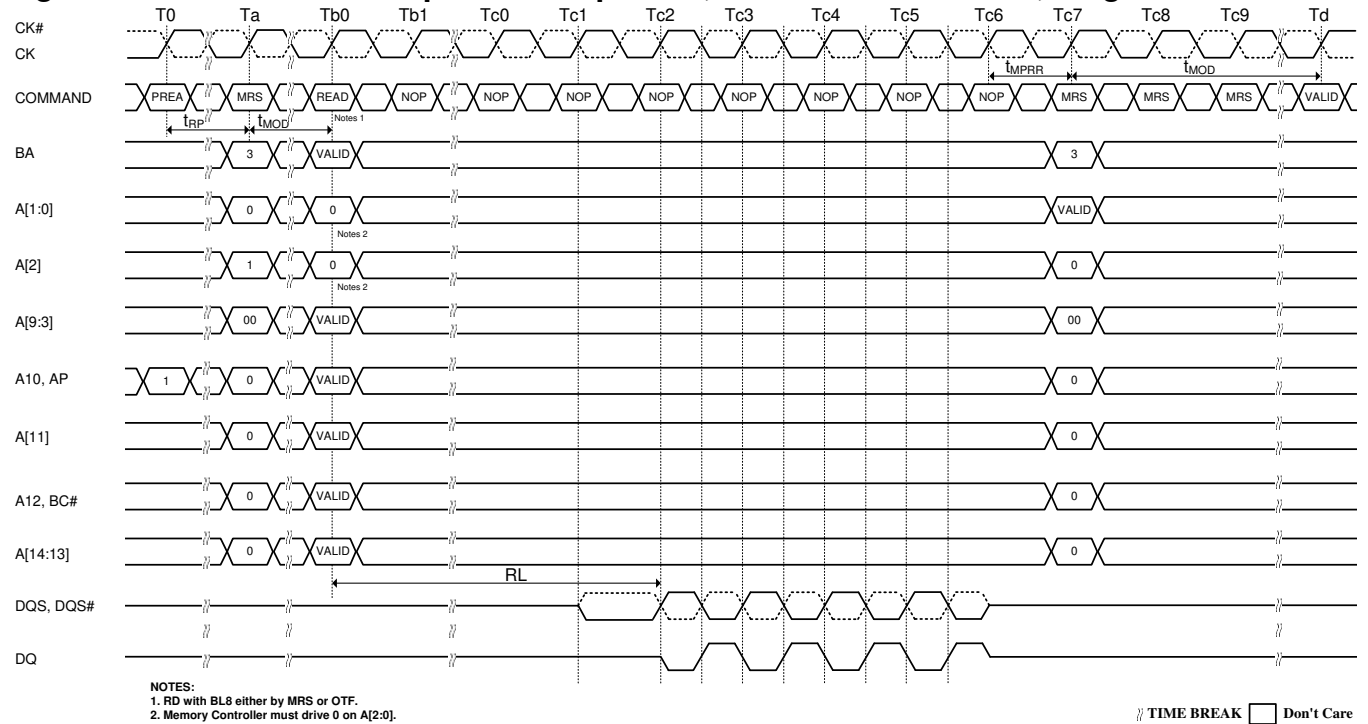 T0 Ta Tb0 Tb1 Tc0 Tc1 Tc2 Tc3 Tc4 Tc5 Tc6 Tc7 Tc8 Tc9 Td
CK#
CK
tMPRR tMOD
COMMAND PREA MRS READ NOP NOP NOP NOP NOP NOP NOP NOP MRS MRS MRS VALID
Notes 1
tRP tMOD
BA 3 VALID 3
A[1:0] 0 0 VALID
Notes 2
A[2] 1 0 0
Notes 2
A[9:3] 00 VALID 00
A10, AP 1 0 VALID 0
A[11] 0 VALID 0
A12, BC# 0 VALID 0
A[14:13] 0 VALID 0
RL
DQS, DQS#
DQ
NOTES:
1. RD with BL8 either by MRS or OTF.
2. Memory Controller must drive 0 on A[2:0].
TIME BREAK Don't Care